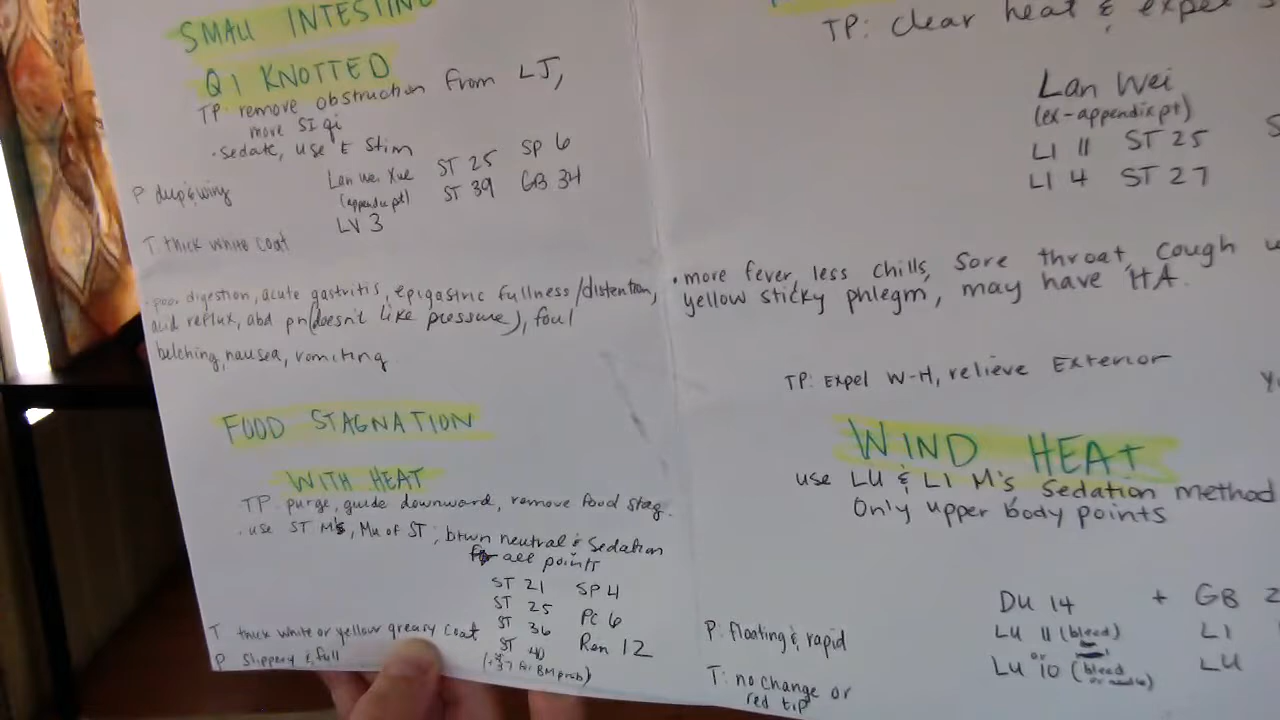 SMALL INTESTINE
QI KNOTTED
TP: remove obstruction from LJ,
move SI qi
• sedate, use E Stim
Lan wei Xue ST 25 SP 6
(appendix pt) ST 39 GB 34
LV 3
P
T thick white coat
• poor digestion, acute gastritis, epigastric fullness/distention,
acid reflux, abd pn (doesn't like pressure), foul
belching, nausea, vomiting
FOOD STAGNATION
WITH HEAT
TP: purge, guide downward, remove food stag.
• use ST M's, Mu of ST; btwn neutral & Sedation
all points
ST 21 SP 4
ST 25 PC 6
ST 36 Ren 12
ST 40
T thick white or yellow greasy coat
P slippery & full
TP: clear heat & expel
Lan Wei
(ex-appendix pt)
LI 11 ST 25
LI 4 ST 27
• more fever, less chills, sore throat, cough
yellow sticky phlegm, may have HA.
TP: Expel W-H, relieve Exterior
WIND HEAT
use LU & LI M's Sedation method
Only upper body points
DU 14 + GB
LU 11 (bleed) LI
or
LU 10 (bleed LU
P: floating & rapid
T: no change or
red tip